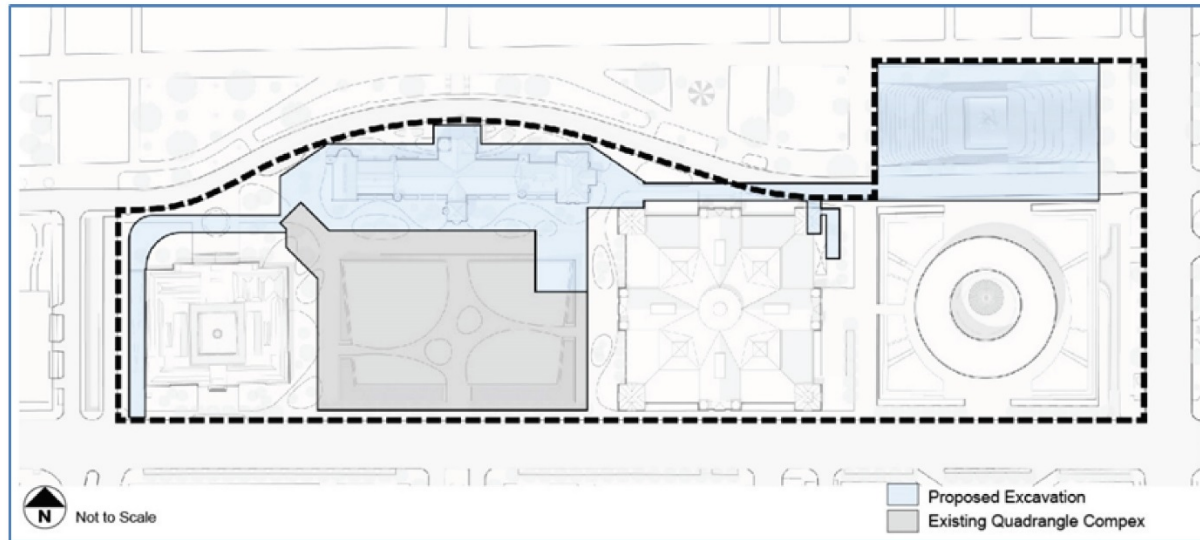 N
Not to Scale
Proposed Excavation
Existing Quadrangle Compex